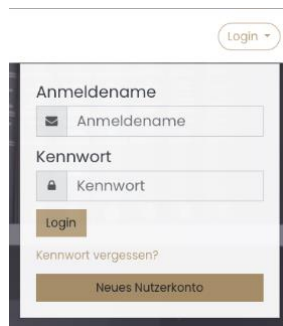 Login
Anmeldename
Anmeldename
Kennwort
Kennwort
Login
Kennwort vergessen?
Neues Nutzerkonto